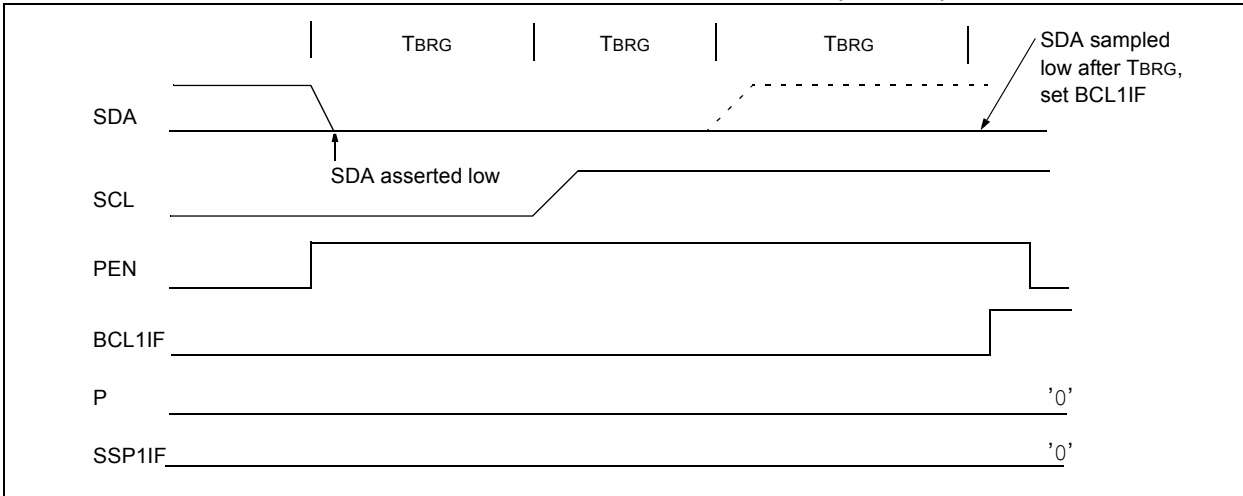 TBRG TBRG TBRG
SDA sampled
low after TBRG,
set BCL1IF
SDA
SDA asserted low
SCL
PEN
BCL1IF
P '0'
SSP1IF '0'